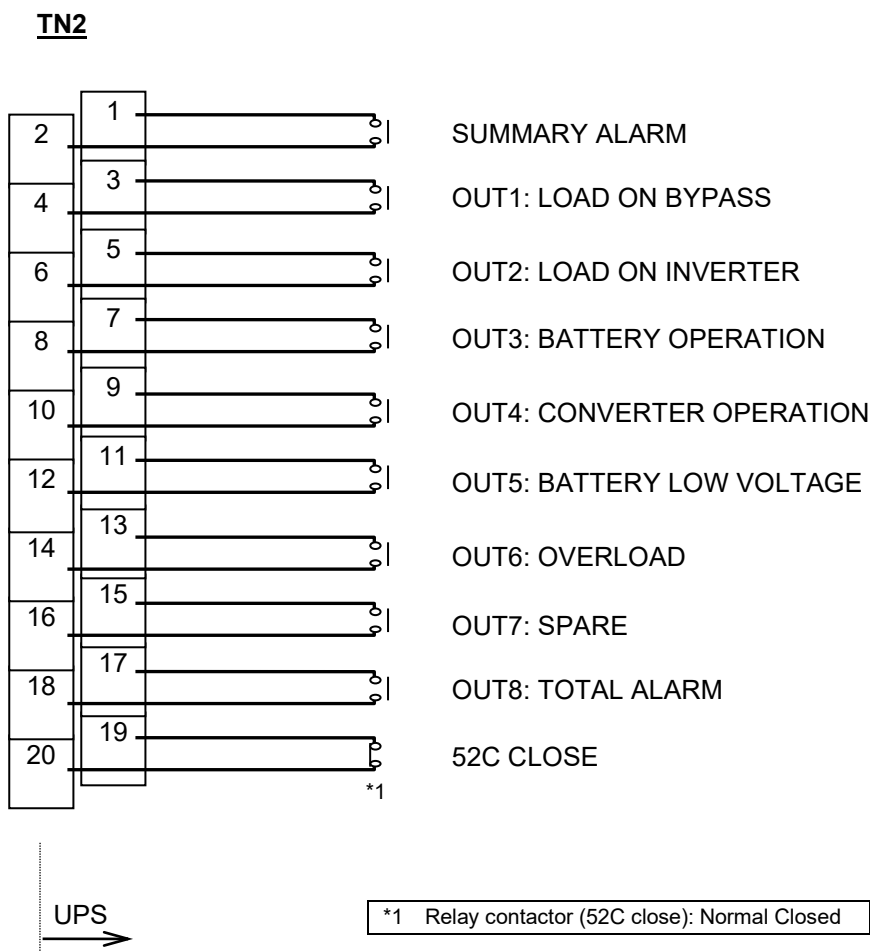 TN2
1
2
SUMMARY ALARM
3
4
OUT1: LOAD ON BYPASS
5
6
OUT2: LOAD ON INVERTER
7
8
OUT3: BATTERY OPERATION
9
10
OUT4: CONVERTER OPERATION
11
12
OUT5: BATTERY LOW VOLTAGE
13
14
OUT6: OVERLOAD
15
16
OUT7: SPARE
17
18
OUT8: TOTAL ALARM
19
20
52C CLOSE
*1
UPS
*1 Relay contactor (52C close): Normal Closed